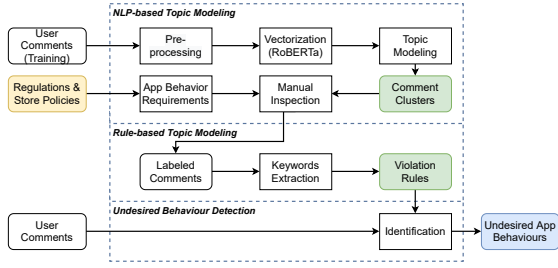 NLP-based Topic Modeling
User
Comments
(Training)
Pre-
processing
Vectorization
(RoBERTa)
Topic
Modeling
Regulations &
Store Policies
App Behavior
Requirements
Manual
Inspection
Comment
Clusters
Rule-based Topic Modeling
Labeled
Comments
Keywords
Extraction
Violation
Rules
Undesired Behaviour Detection
User
Comments
Identification
Undesired App
Behaviours